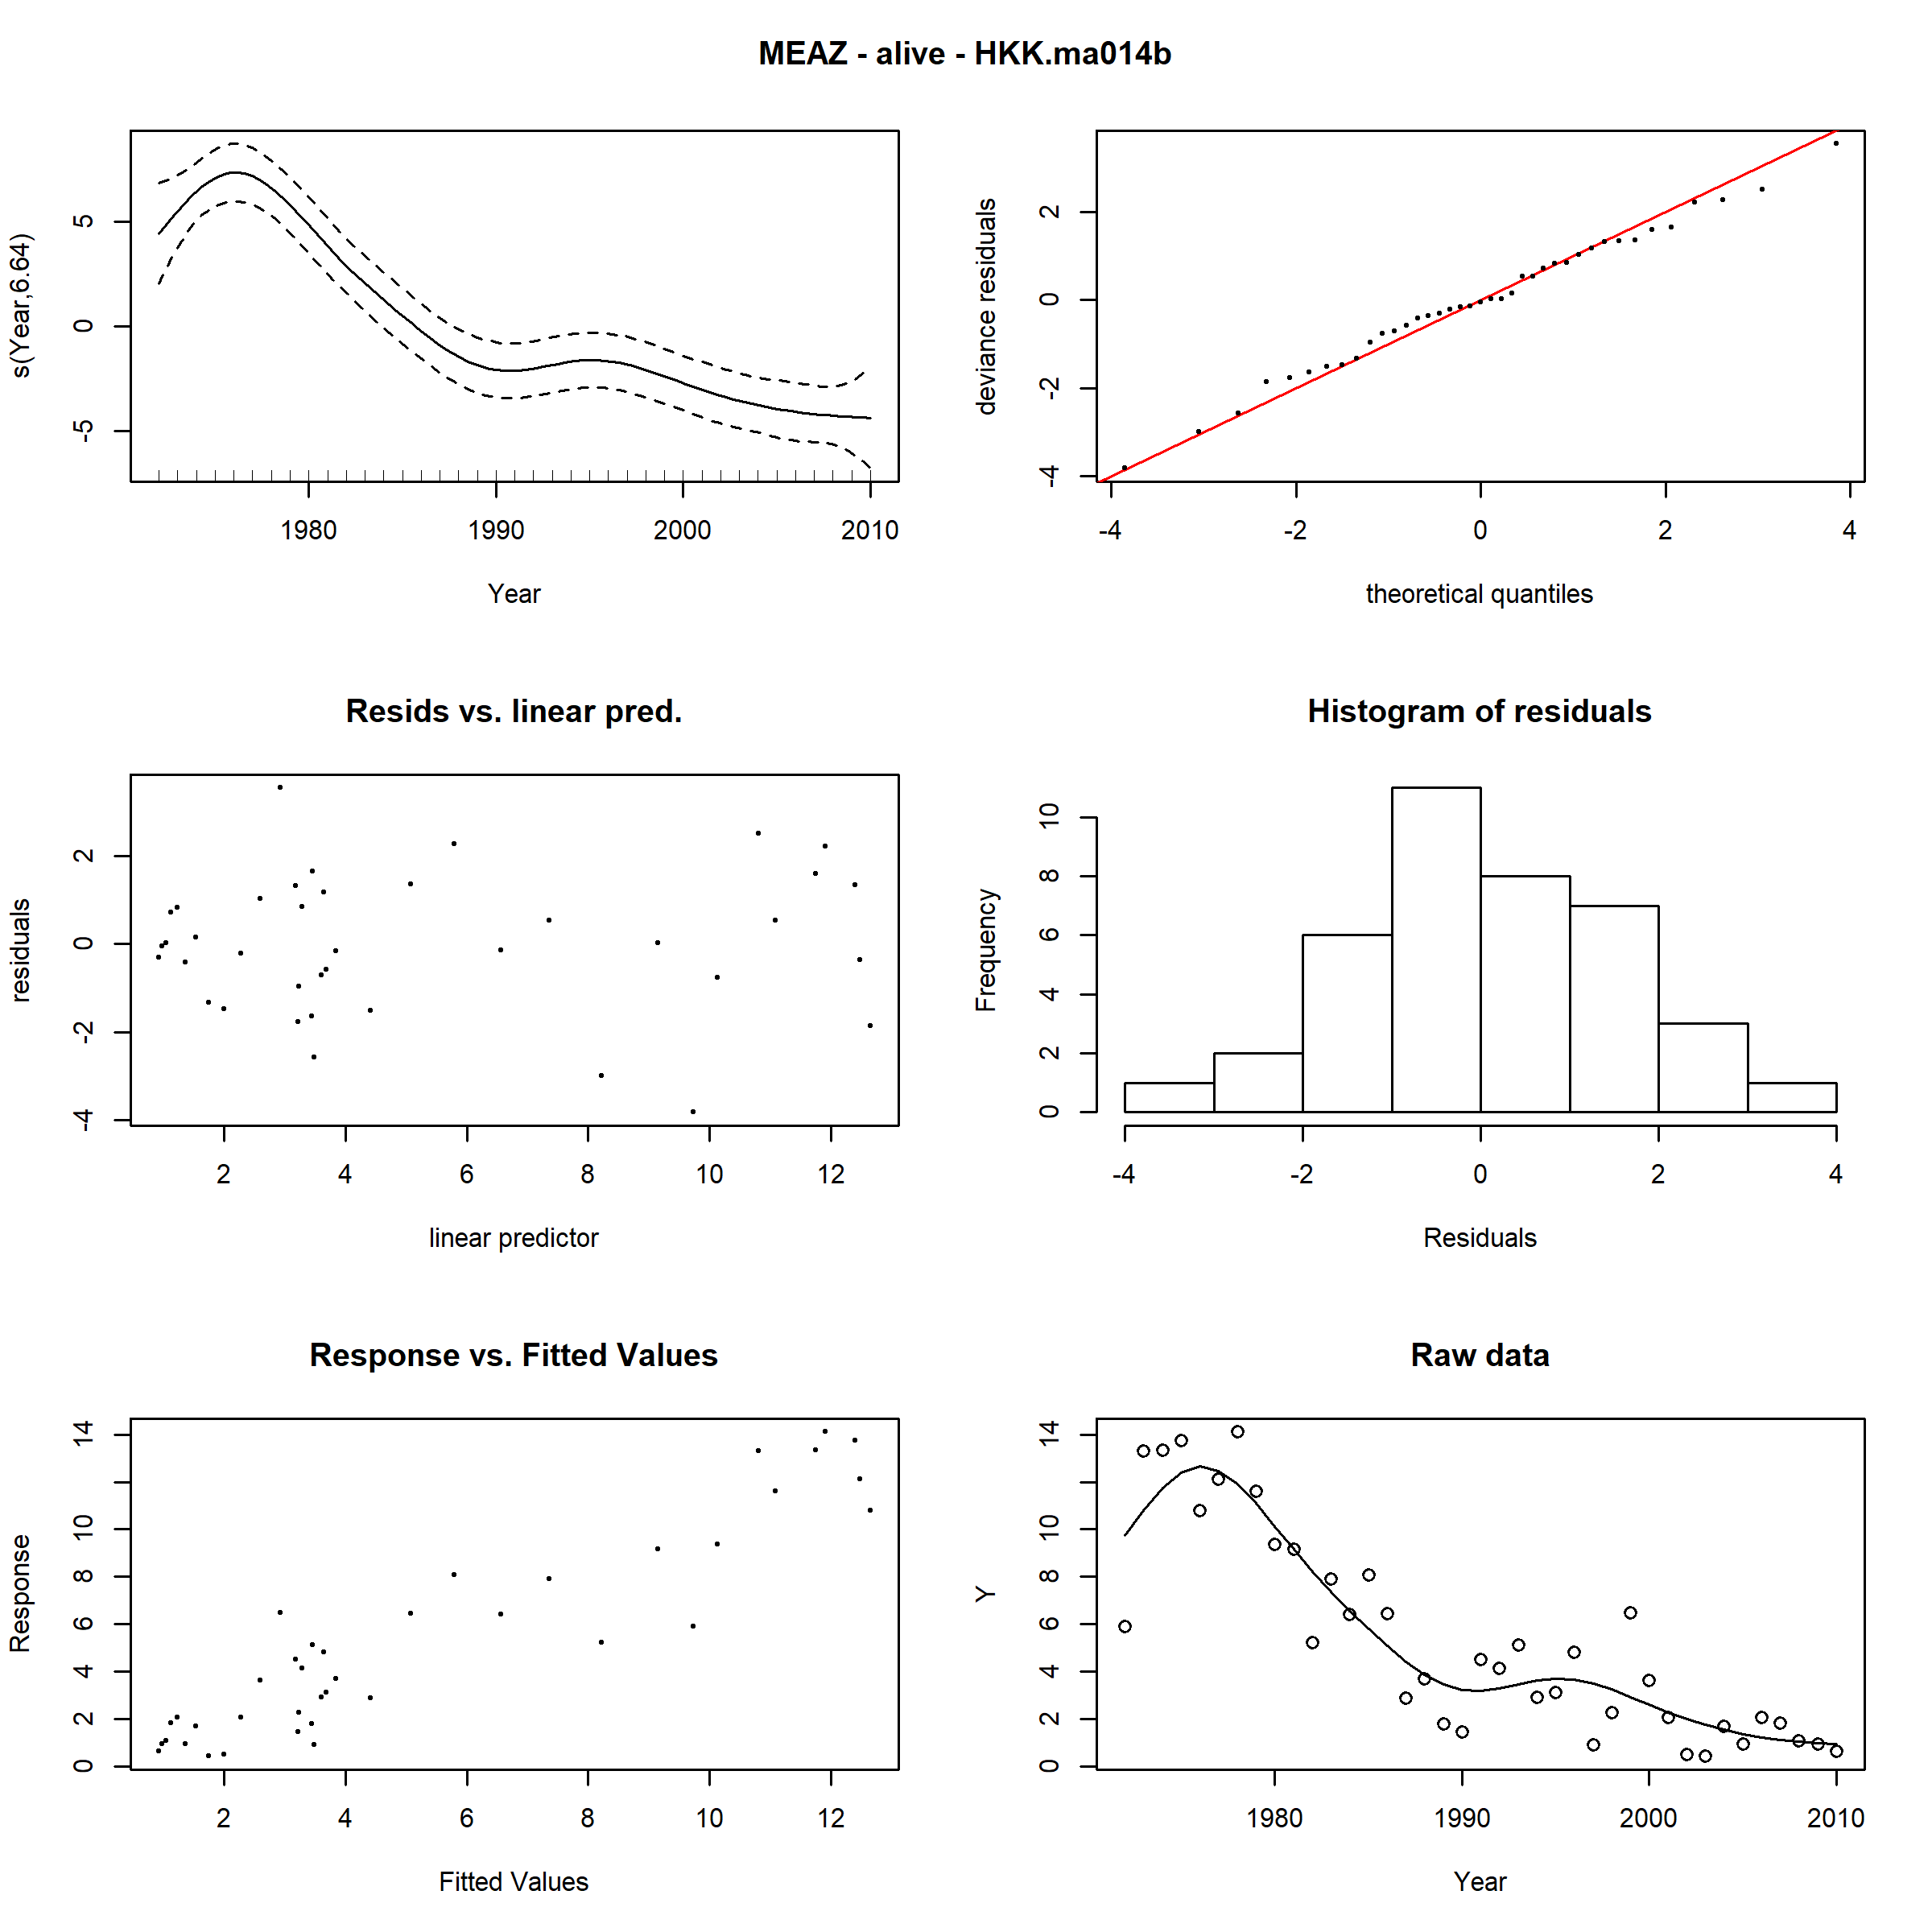 MEAZ - alive - HKK.ma014b
s(Year,6.64)
5
0
-5
1980 1990 2000 2010
Year
deviance residuals
2
0
-2
-4
-4 -2 0 2 4
theoretical quantiles
Resids vs. linear pred.
residuals
2
0
-2
-4
2 4 6 8 10 12
linear predictor
Histogram of residuals
Frequency
10
8
6
4
2
0
-4 -2 0 2 4
Residuals
Response vs. Fitted Values
Response
14
10
8
6
4
2
0
2 4 6 8 10 12
Fitted Values
Raw data
Y
14
10
8
6
4
2
0
1980 1990 2000 2010
Year